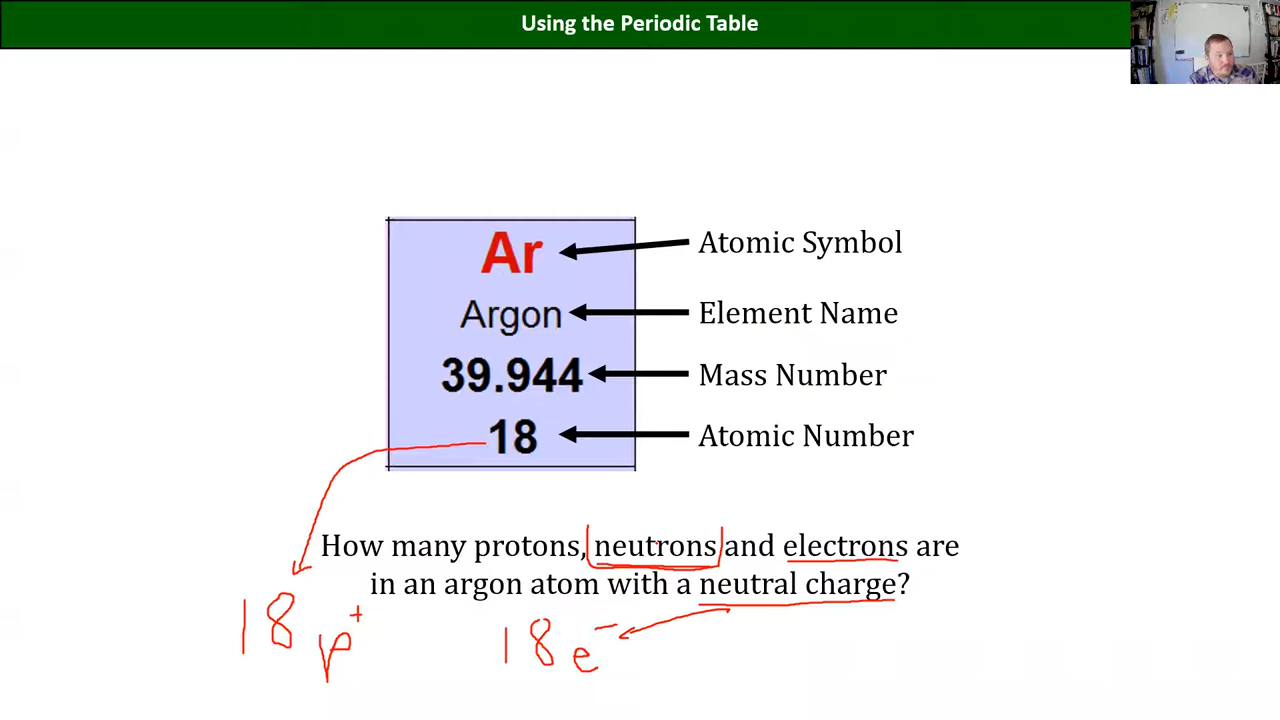 Using the Periodic Table
Ar
Atomic Symbol
Argon
Element Name
39.944
Mass Number
18
Atomic Number
How many protons, neutrons and electrons are
in an argon atom with a neutral charge?
18 p⁺
18 e⁻